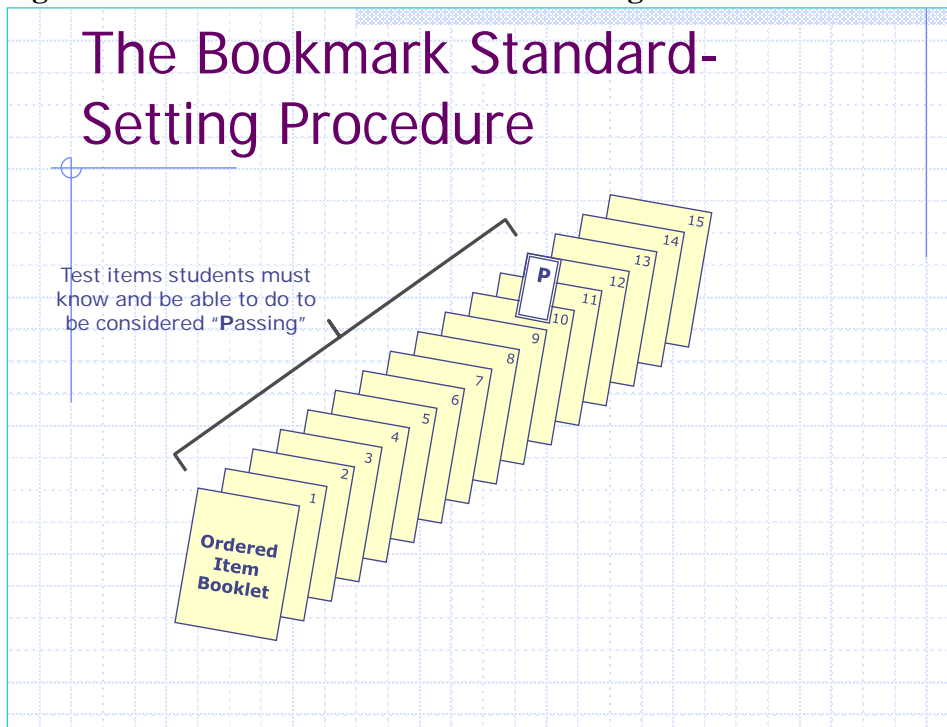 The Bookmark Standard-
Setting Procedure
Test items students must
know and be able to do to
be considered “Passing”
P
15
14
13
12
11
10
9
8
7
6
5
4
3
2
1
Ordered
Item
Booklet